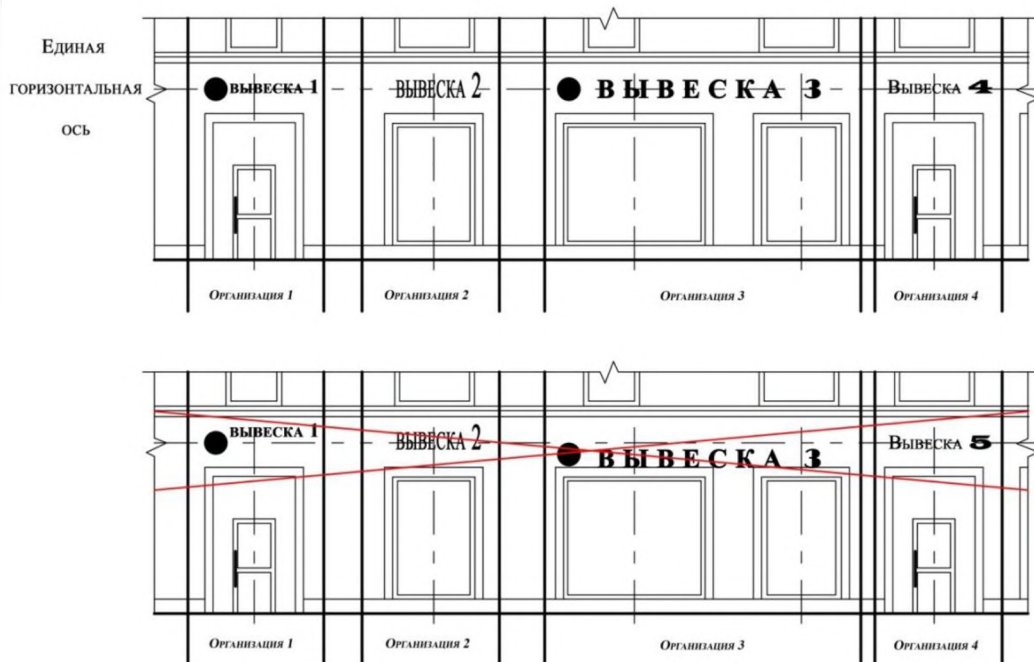 Единая
горизонтальная
ось
ВЫВЕСКА 1 ВЫВЕСКА 2 ВЫВЕСКА 3 Вывеска 4
Организация 1 Организация 2 Организация 3 Организация 4
ВЫВЕСКА 1 ВЫВЕСКА 2 ВЫВЕСКА 3 Вывеска 5
Организация 1 Организация 2 Организация 3 Организация 4